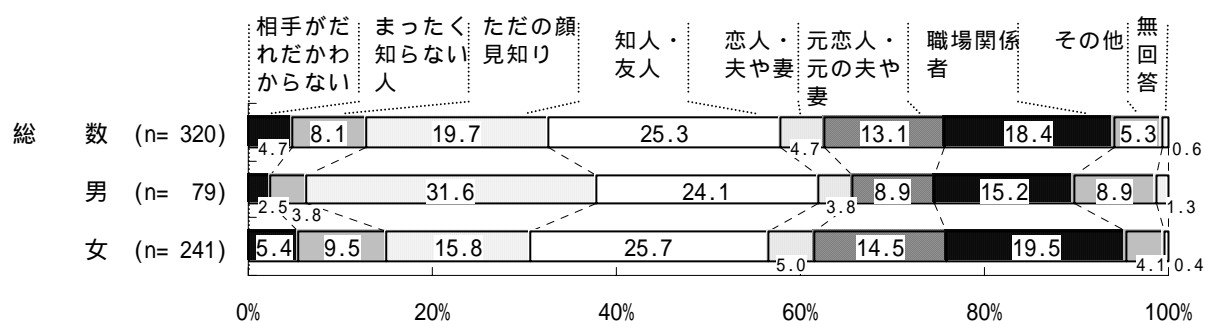 相手がだれだかわからない
まったく知らない人
ただの顔見知り
知人・友人
恋人・夫や妻
元恋人・元の夫や妻
職場関係者
その他
無回答
総 数 (n= 320)
4.7 8.1 19.7 25.3 4.7 13.1 18.4 5.3 0.6
男 (n= 79)
2.5 3.8 31.6 24.1 3.8 8.9 15.2 8.9 1.3
女 (n= 241)
5.4 9.5 15.8 25.7 5.0 14.5 19.5 4.1 0.4
0% 20% 40% 60% 80% 100%